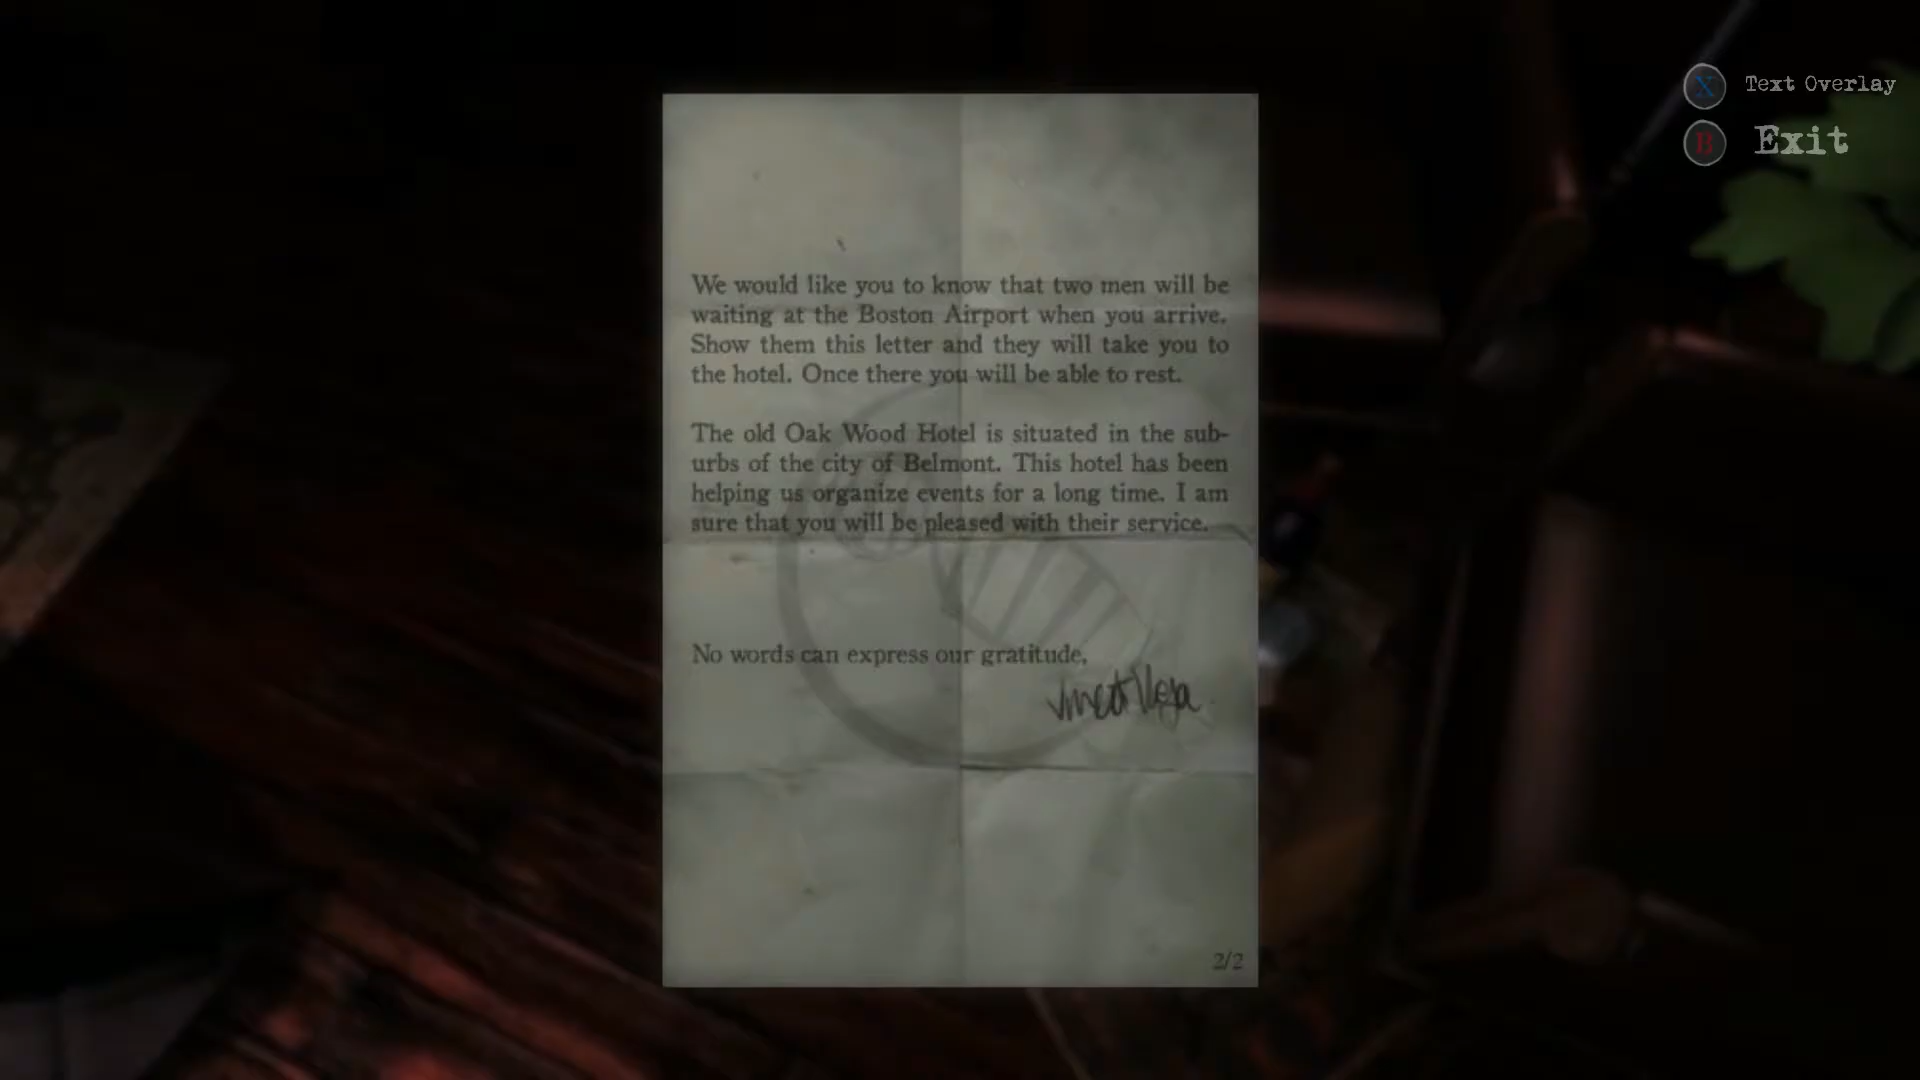 X Text Overlay
B Exit
We would like you to know that two men will be
waiting at the Boston Airport when you arrive.
Show them this letter and they will take you to
the hotel. Once there you will be able to rest.
The old Oak Wood Hotel is situated in the sub-
urbs of the city of Belmont. This hotel has been
helping us organize events for a long time. I am
sure that you will be pleased with their service.
No words can express our gratitude,
2/2